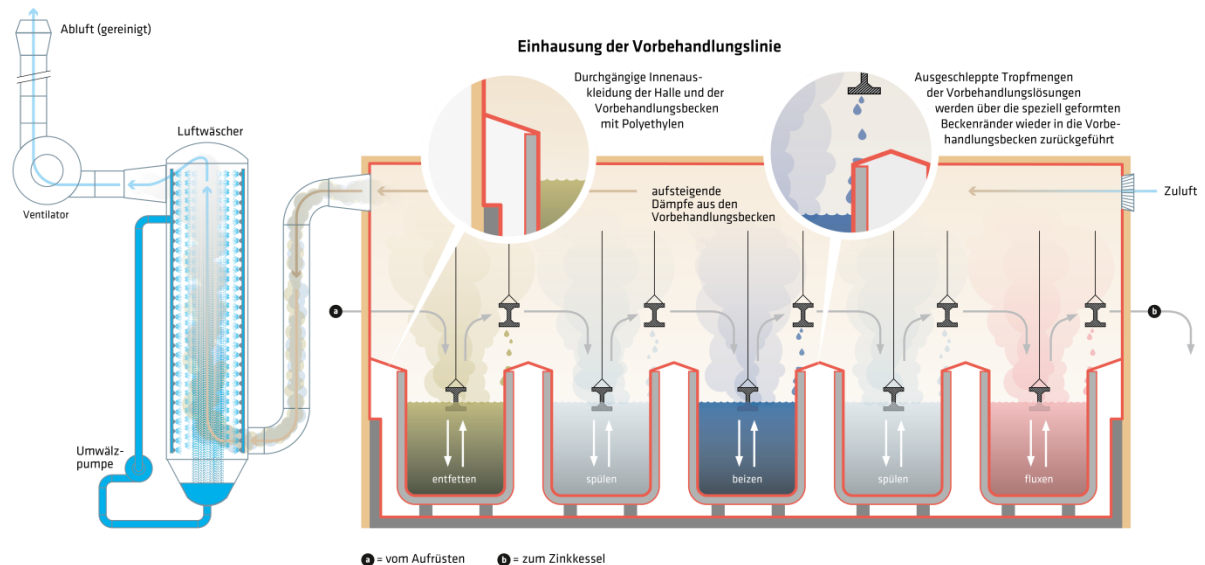 Abluft (gereinigt)
Einhausung der Vorbehandlungslinie
Durchgängige Innenaus-
kleidung der Halle und der
Vorbehandlungsbecken
mit Polyethylen
Ausgeschleppte Tropfmengen
der Vorbehandlungslösungen
werden über die speziell geformten
Beckenränder wieder in die Vorbe-
handlungsbecken zurückgeführt
Luftwäscher
Ventilator
aufsteigende
Dämpfe aus den
Vorbehandlungsbecken
Zuluft
a
b
Umwälz-
pumpe
entfetten
spülen
beizen
spülen
fluxen
a = vom Aufrüsten
b = zum Zinkkessel